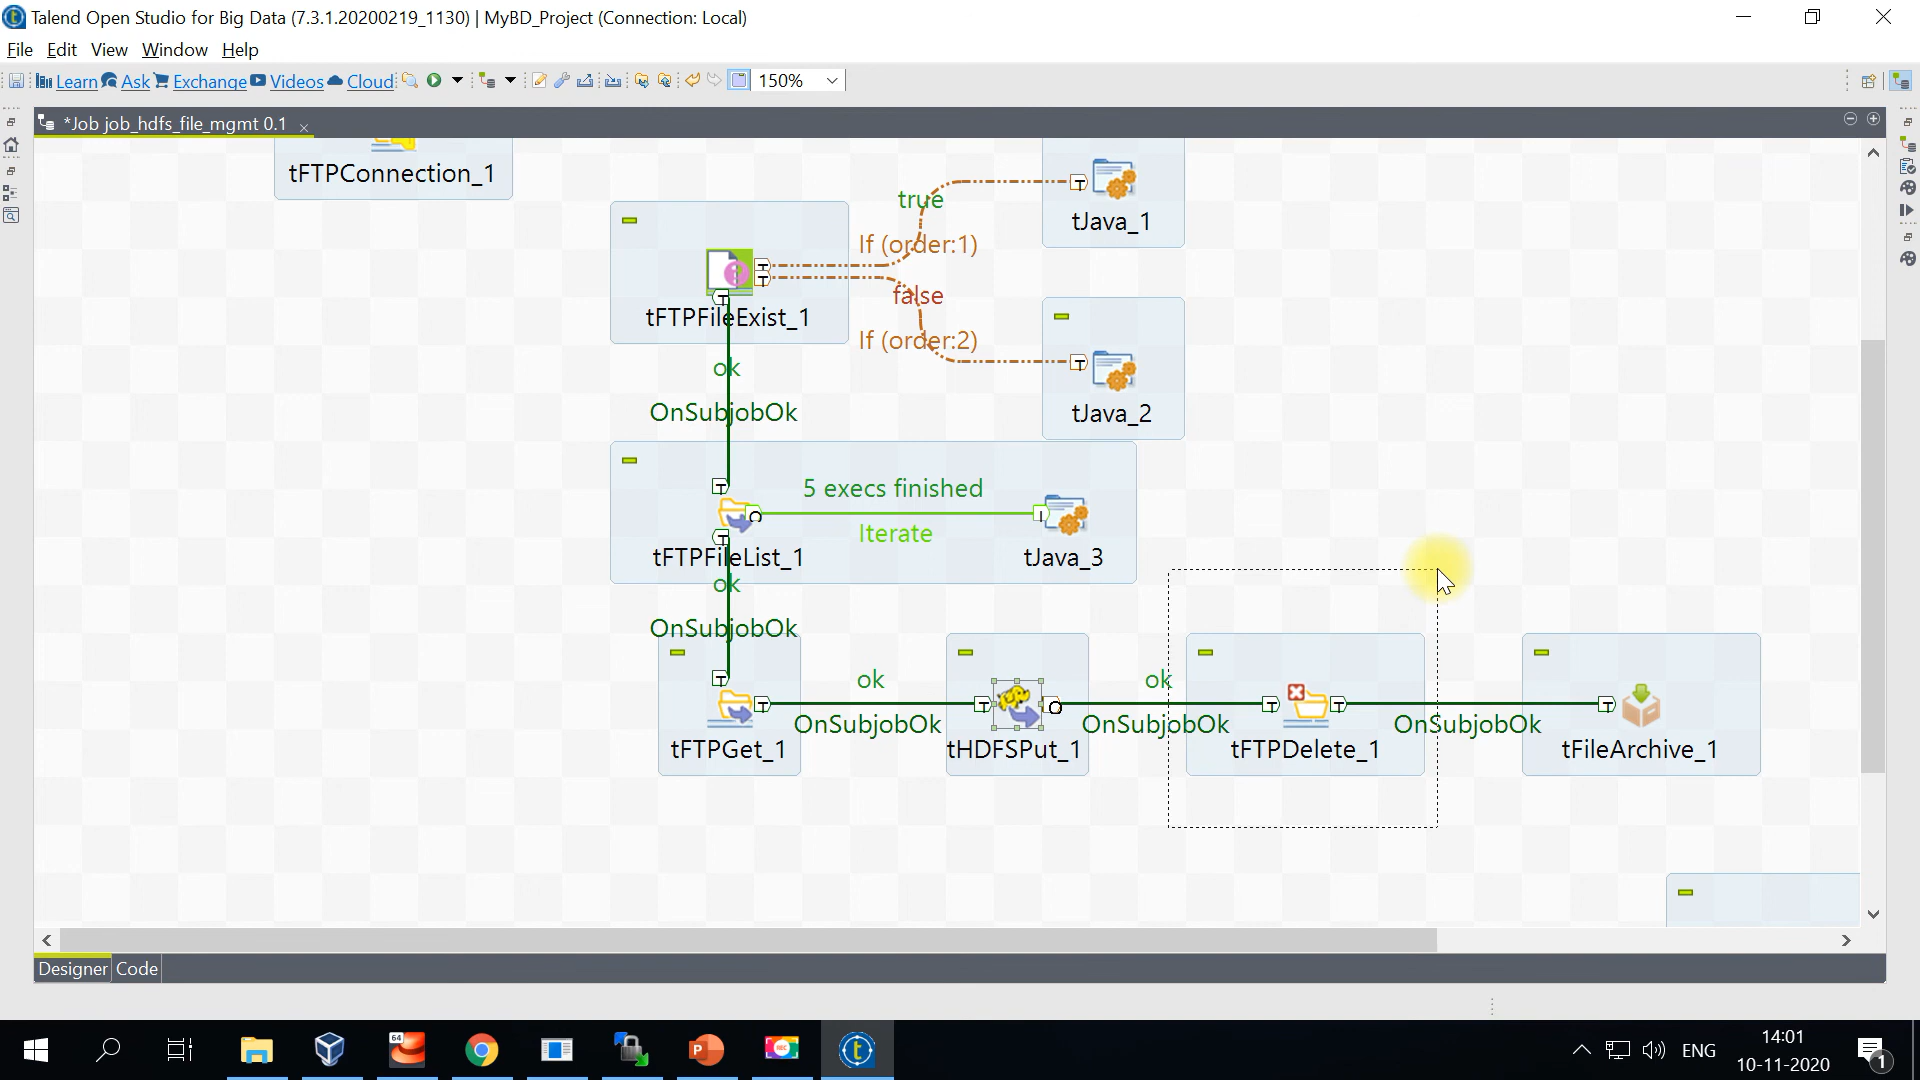 Talend Open Studio for Big Data (7.3.1.20200219_1130) | MyBD_Project (Connection: Local)
File Edit View Window Help
Learn Ask Exchange Videos Cloud 150%
*Job job_hdfs_file_mgmt 0.1
tFTPConnection_1
true
tJava_1
If (order:1)
false
tFTPFileExist_1
If (order:2)
ok
OnSubjobOk
tJava_2
5 execs finished
Iterate
tFTPFileList_1
tJava_3
ok
OnSubjobOk
ok
ok
OnSubjobOk
OnSubjobOk
OnSubjobOk
tFTPGet_1
tHDFSPut_1
tFTPDelete_1
tFileArchive_1
Designer Code
64
REC
ENG
14:01
10-11-2020
1